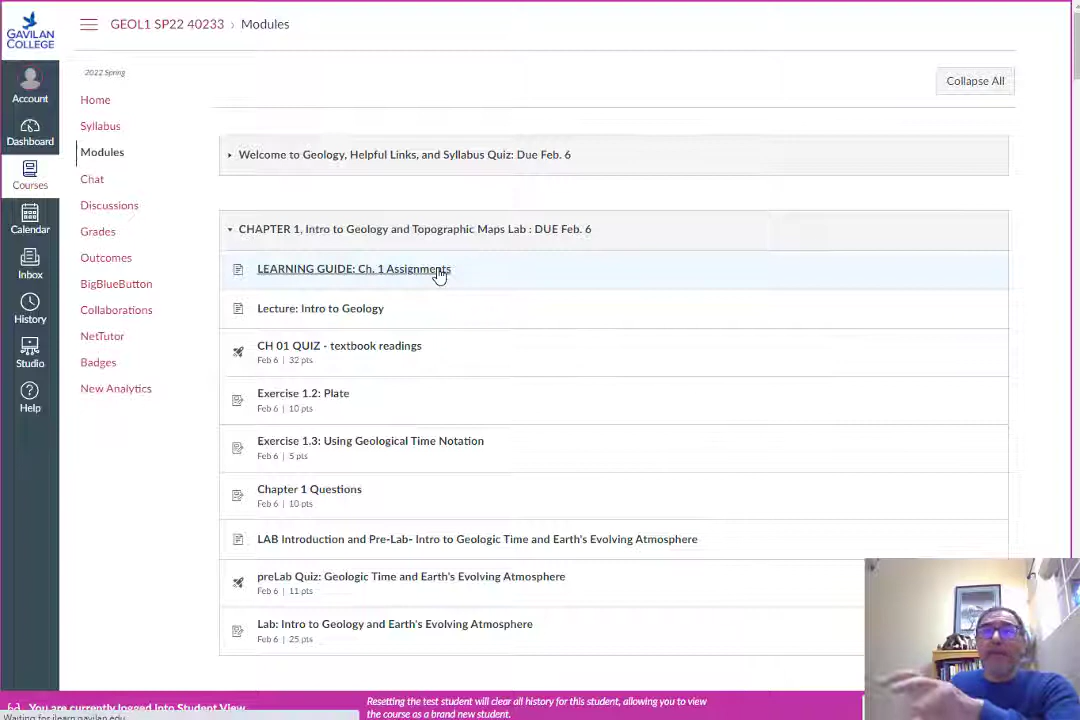 GAVILAN
COLLEGE
GEOL1 SP22 40233 › Modules
Account
Dashboard
Courses
Calendar
Inbox
History
Studio
Help
2022 Spring
Home
Syllabus
Modules
Chat
Discussions
Grades
Outcomes
BigBlueButton
Collaborations
NetTutor
Badges
New Analytics
Collapse All
Welcome to Geology, Helpful Links, and Syllabus Quiz: Due Feb. 6
CHAPTER 1, Intro to Geology and Topographic Maps Lab : DUE Feb. 6
LEARNING GUIDE: Ch. 1 Assignments
Lecture: Intro to Geology
CH 01 QUIZ - textbook readings
Feb 6 | 32 pts
Exercise 1.2: Plate
Feb 6 | 10 pts
Exercise 1.3: Using Geological Time Notation
Feb 6 | 5 pts
Chapter 1 Questions
Feb 6 | 10 pts
LAB Introduction and Pre-Lab- Intro to Geologic Time and Earth's Evolving Atmosphere
preLab Quiz: Geologic Time and Earth's Evolving Atmosphere
Feb 6 | 11 pts
Lab: Intro to Geology and Earth's Evolving Atmosphere
Feb 6 | 25 pts
You are currently logged into Student View
Resetting the test student will clear all history for this student, allowing you to view
the course as a brand new student.
Waiting for ilearn.gavilan.edu